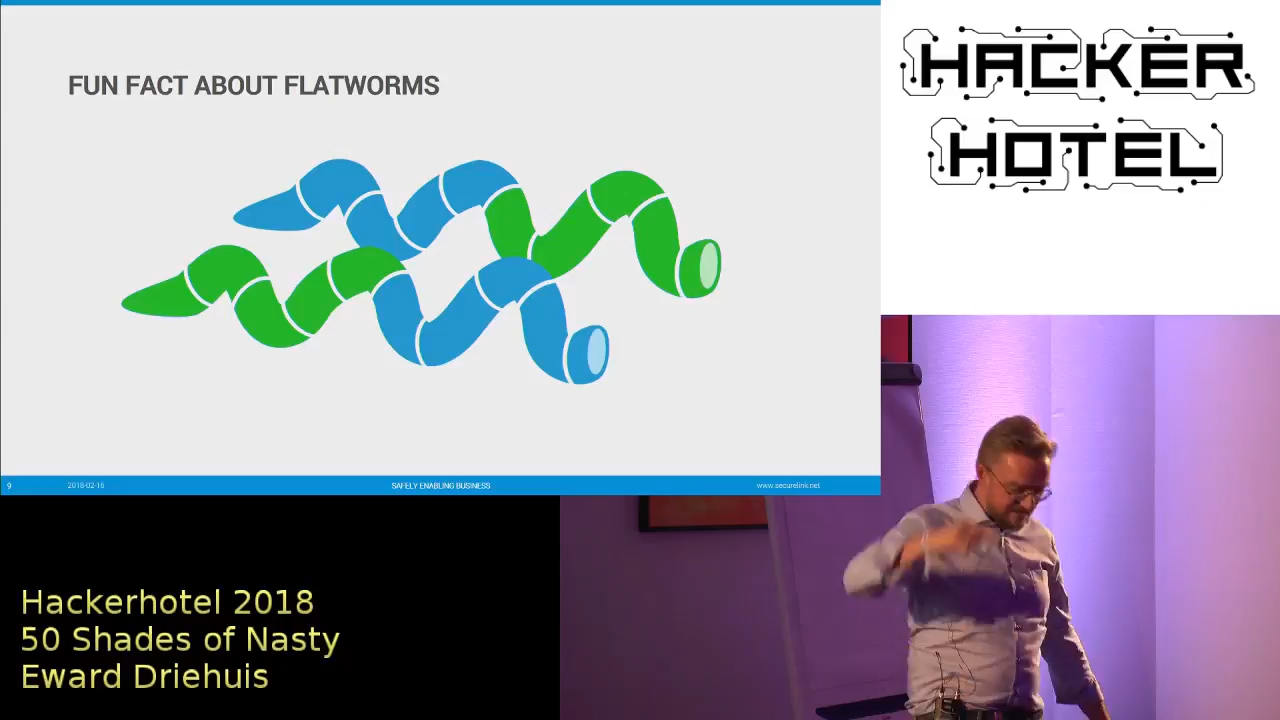 FUN FACT ABOUT FLATWORMS
9
2018-02-16
SAFELY ENABLING BUSINESS
www.securelink.net
HACKER
HOTEL
Hackerhotel 2018
50 Shades of Nasty
Eward Driehuis